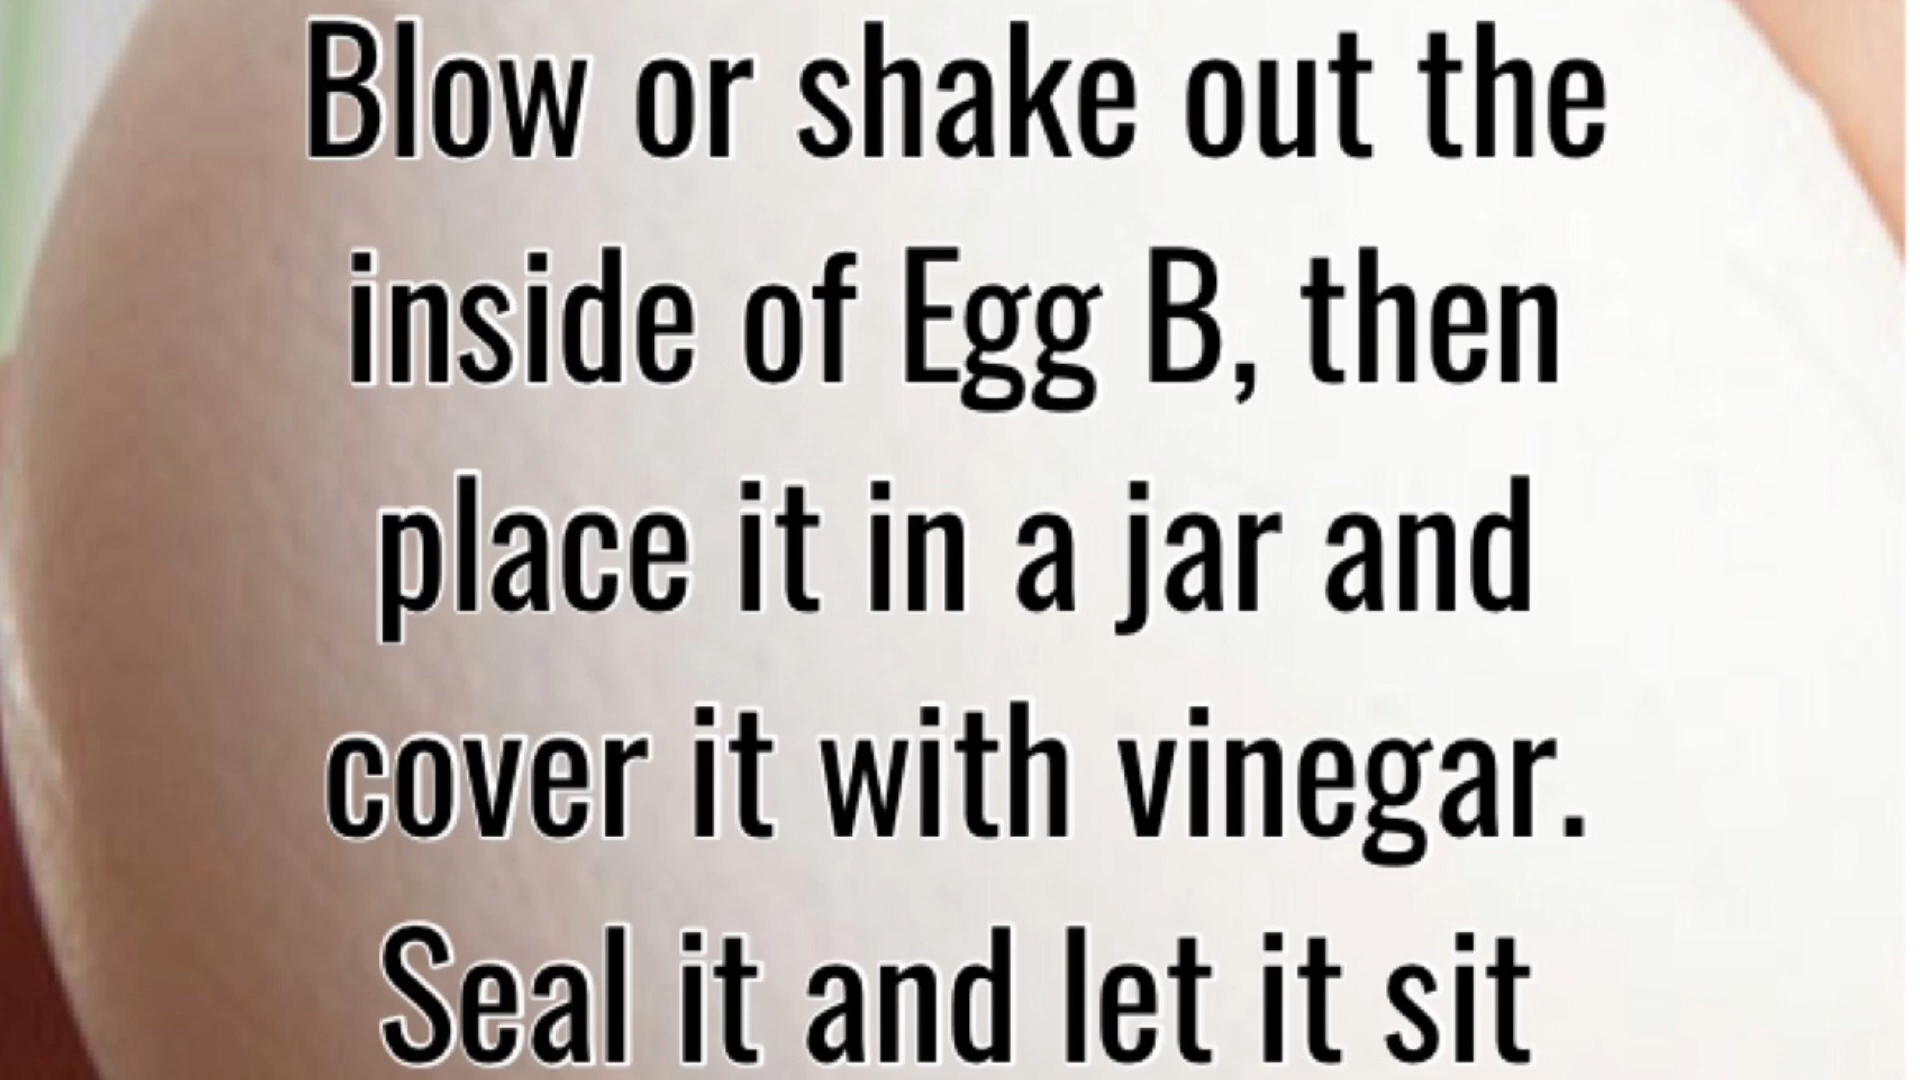 Blow or shake out the
inside of Egg B, then
place it in a jar and
cover it with vinegar.
Seal it and let it sit